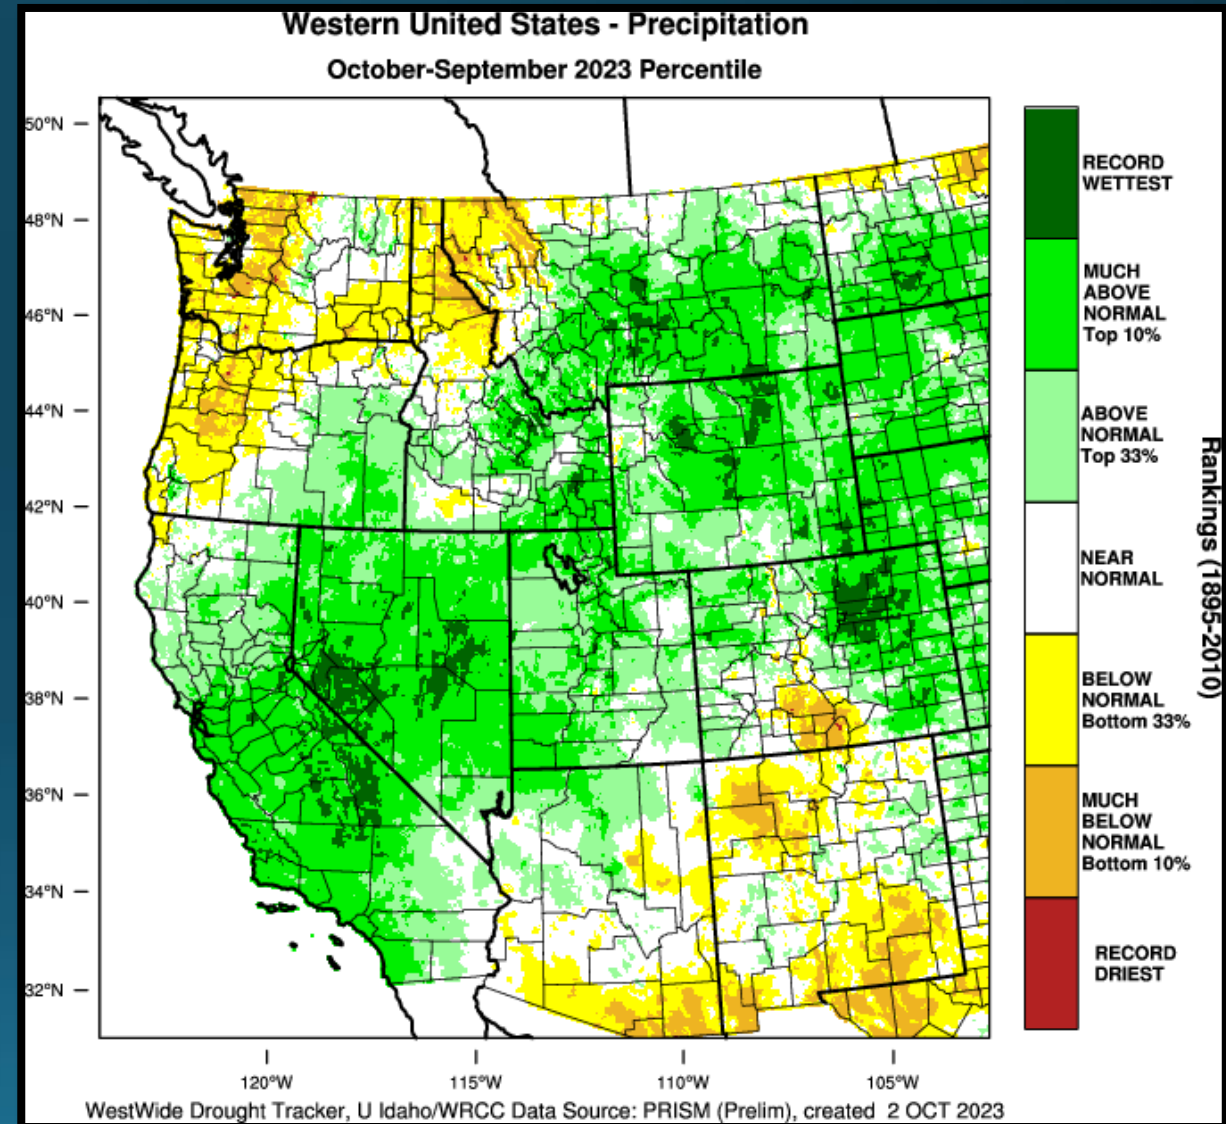 Western United States - Precipitation
October-September 2023 Percentile
50°N
48°N
46°N
44°N
42°N
40°N
38°N
36°N
34°N
32°N
120°W
115°W
110°W
105°W
RECORD
WETTEST
MUCH
ABOVE
NORMAL
Top 10%
ABOVE
NORMAL
Top 33%
NEAR
NORMAL
BELOW
NORMAL
Bottom 33%
MUCH
BELOW
NORMAL
Bottom 10%
RECORD
DRIEST
Rankings (1895-2010)
WestWide Drought Tracker, U Idaho/WRCC Data Source: PRISM (Prelim), created 2 OCT 2023